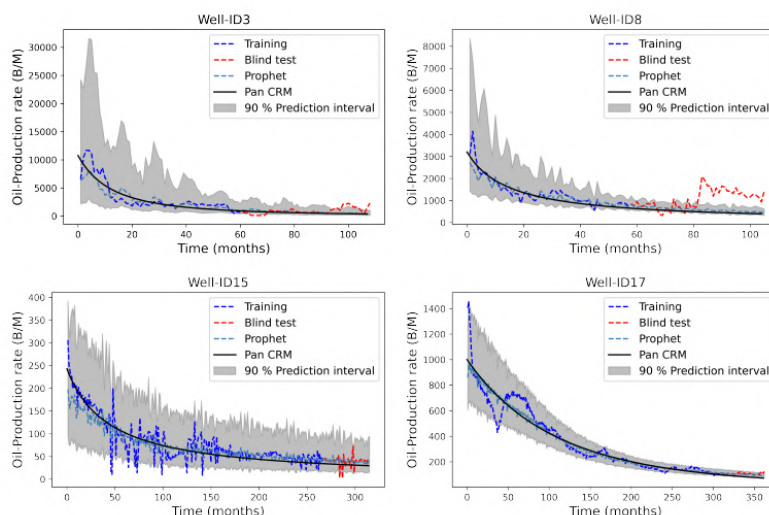 Well-ID3
Oil-Production rate (B/M)
30000
25000
20000
15000
10000
5000
0
Training
Blind test
Prophet
Pan CRM
90 % Prediction interval
0 20 40 60 80 100
Time (months)
Well-ID8
Oil-Production rate (B/M)
8000
7000
6000
5000
4000
3000
2000
1000
0
Training
Blind test
Prophet
Pan CRM
90 % Prediction interval
0 20 40 60 80 100
Time (months)
Well-ID15
Oil-Production rate (B/M)
400
350
300
250
200
150
100
50
0
Training
Blind test
Prophet
Pan CRM
90 % Prediction interval
0 50 100 150 200 250 300
Time (months)
Well-ID17
Oil-Production rate (B/M)
1400
1200
1000
800
600
400
200
Training
Blind test
Prophet
Pan CRM
90 % Prediction interval
0 50 100 150 200 250 300 350
Time (months)